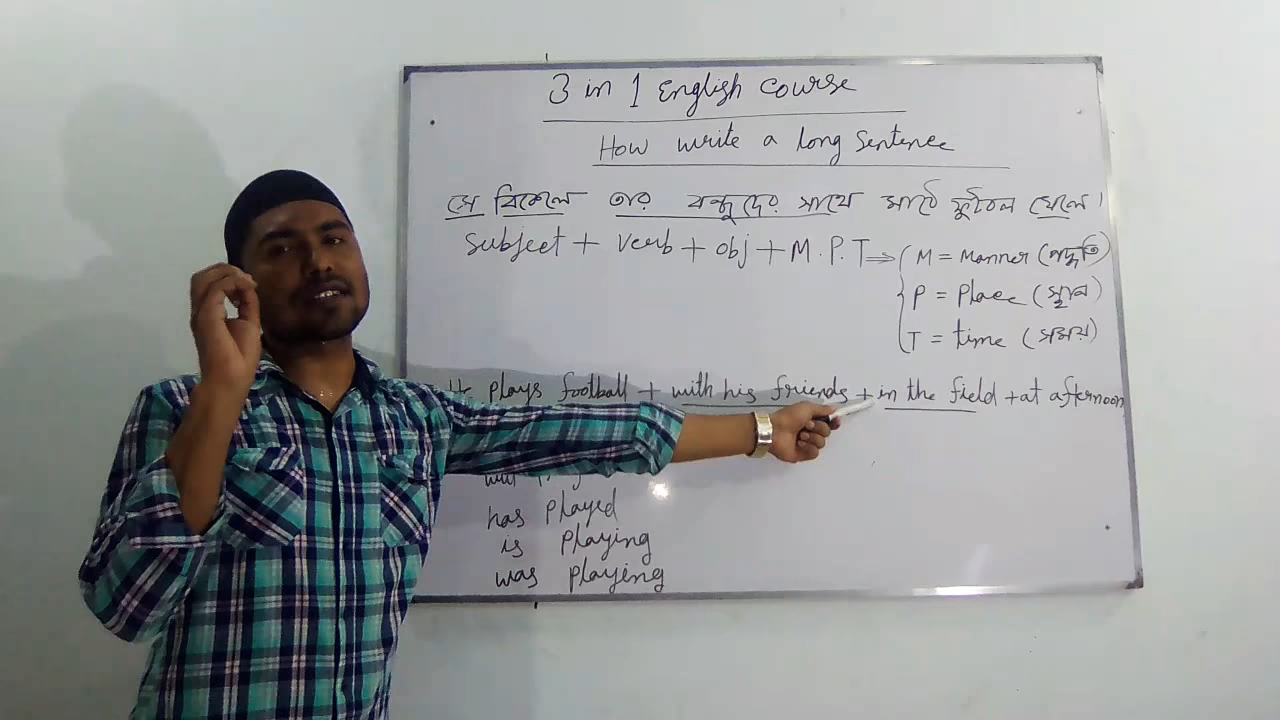 3 in 1 English Course
How write a long Sentence
সে বিকেলে তার বন্ধুদের সাথে মাঠে ফুটবল খেলে।
Subject + Verb + obj + M.P.T ⇒ { M = Manner (পদ্ধতি)
P = Place (স্থান)
T = time (সময়)
He plays football + with his friends + in the field + at afternoon
has played
is playing
was playing